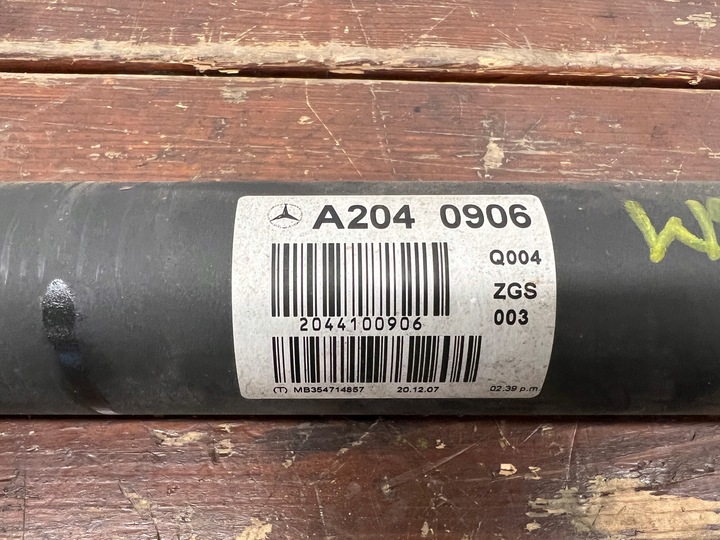 A204 0906
Q004
ZGS
003
2044100906
(T) MB354714857 20.12.07 02:39 p.m